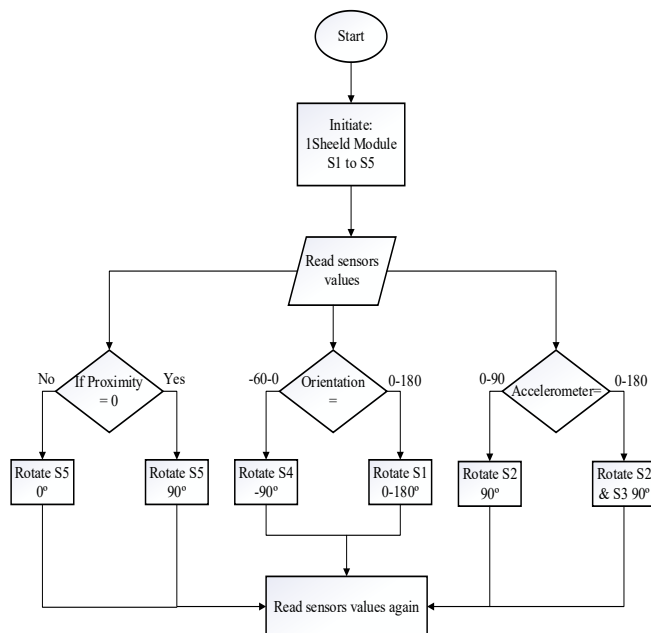 Start
Initiate:
1Sheeld Module
S1 to S5
Read sensors
values
No
If Proximity
= 0
Yes
-60-0
Orientation
=
0-180
0-90
Accelerometer=
0-180
Rotate S5
0º
Rotate S5
90º
Rotate S4
-90º
Rotate S1
0-180º
Rotate S2
90º
Rotate S2
& S3 90º
Read sensors values again